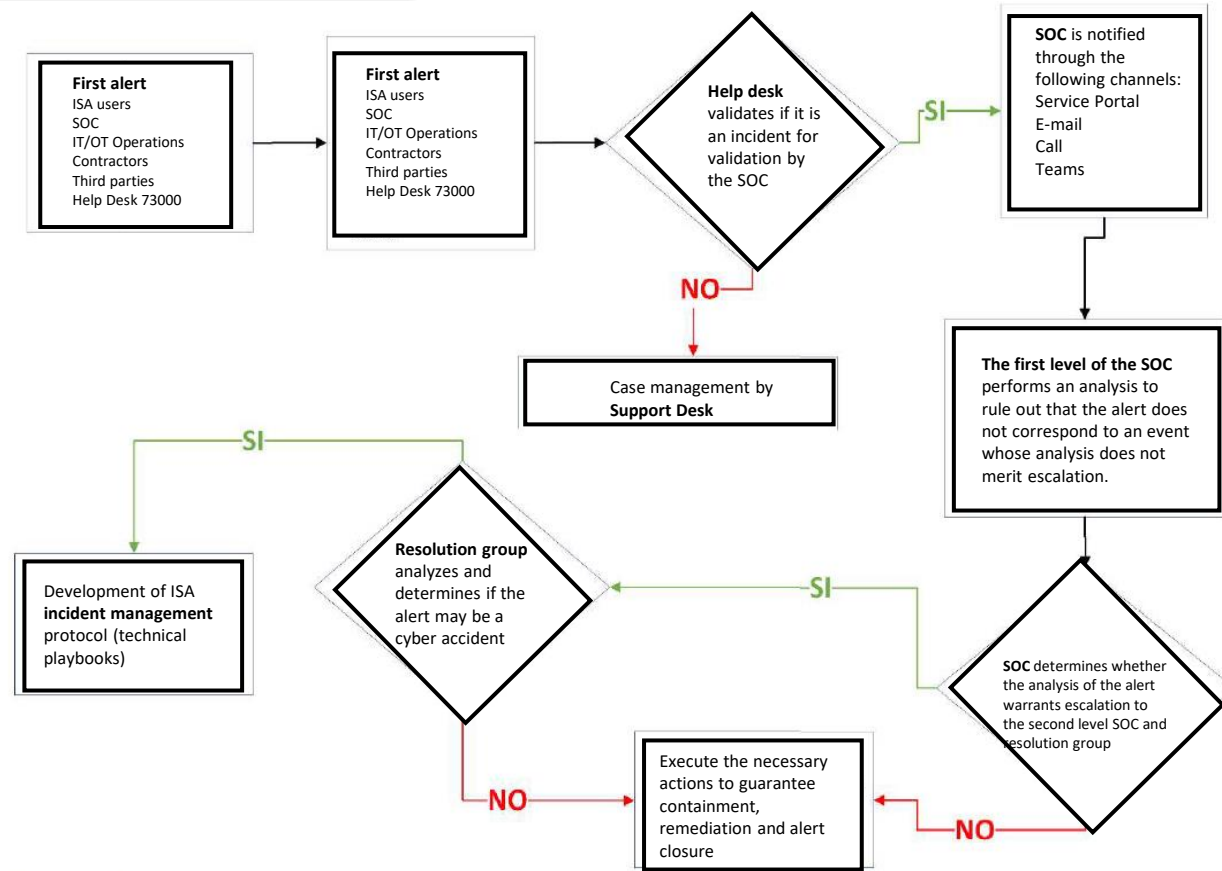 First alert
ISA users
SOC
IT/OT Operations
Contractors
Third parties
Help Desk 73000
First alert
ISA users
SOC
IT/OT Operations
Contractors
Third parties
Help Desk 73000
Help desk
validates if it is
an incident for
validation by
the SOC
SI
SOC is notified
through the
following channels:
Service Portal
E-mail
Call
Teams
NO
Case management by
Support Desk
The first level of the SOC
performs an analysis to
rule out that the alert does
not correspond to an event
whose analysis does not
merit escalation.
SOC determines whether
the analysis of the alert
warrants escalation to
the second level SOC and
resolution group
SI
Resolution group
analyzes and
determines if the
alert may be a
cyber accident
SI
Development of ISA
incident management
protocol (technical
playbooks)
NO
Execute the necessary
actions to guarantee
containment,
remediation and alert
closure
NO